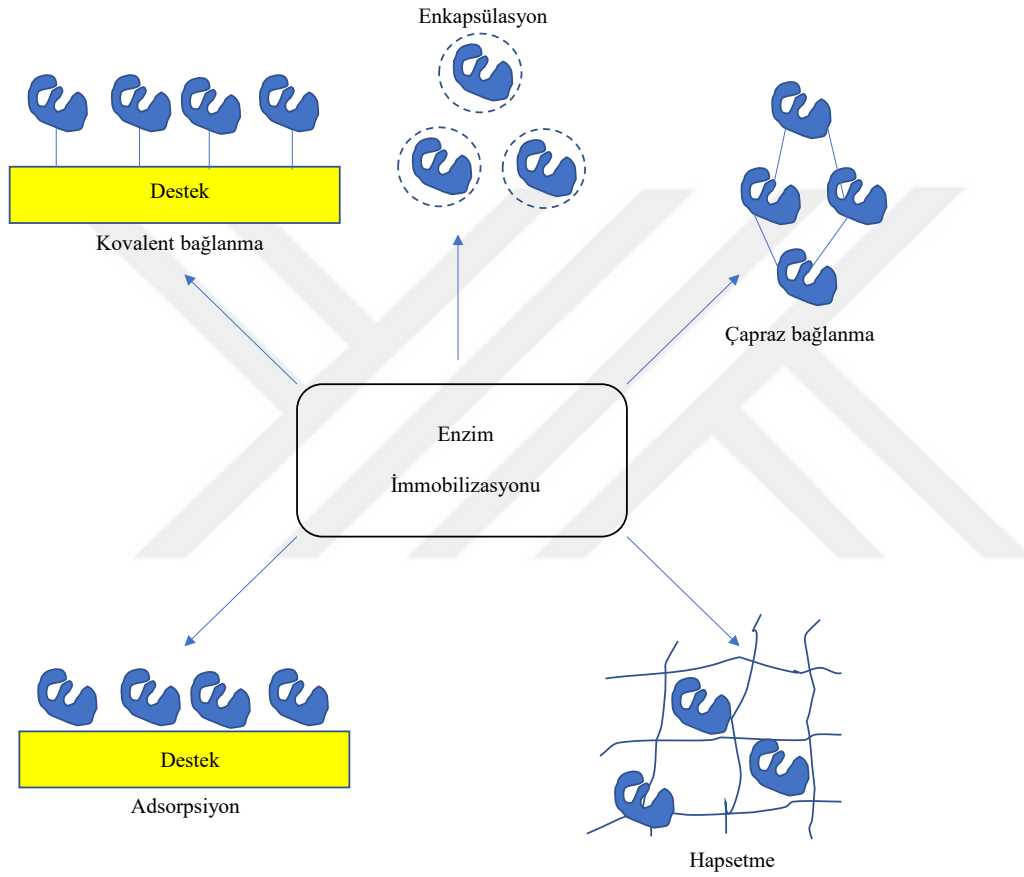 Enkapsülasyon
Destek
Kovalent bağlanma
Çapraz bağlanma
Enzim
İmmobilizasyonu
Destek
Adsorpsiyon
Hapsetme